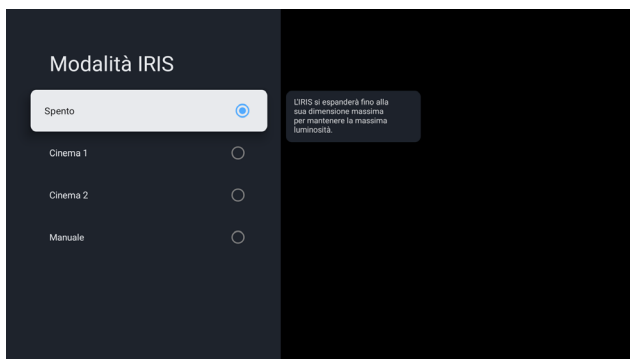 Modalità IRIS
Spento
L'IRIS si espanderà fino alla
sua dimensione massima
per mantenere la massima
luminosità.
Cinema 1
Cinema 2
Manuale